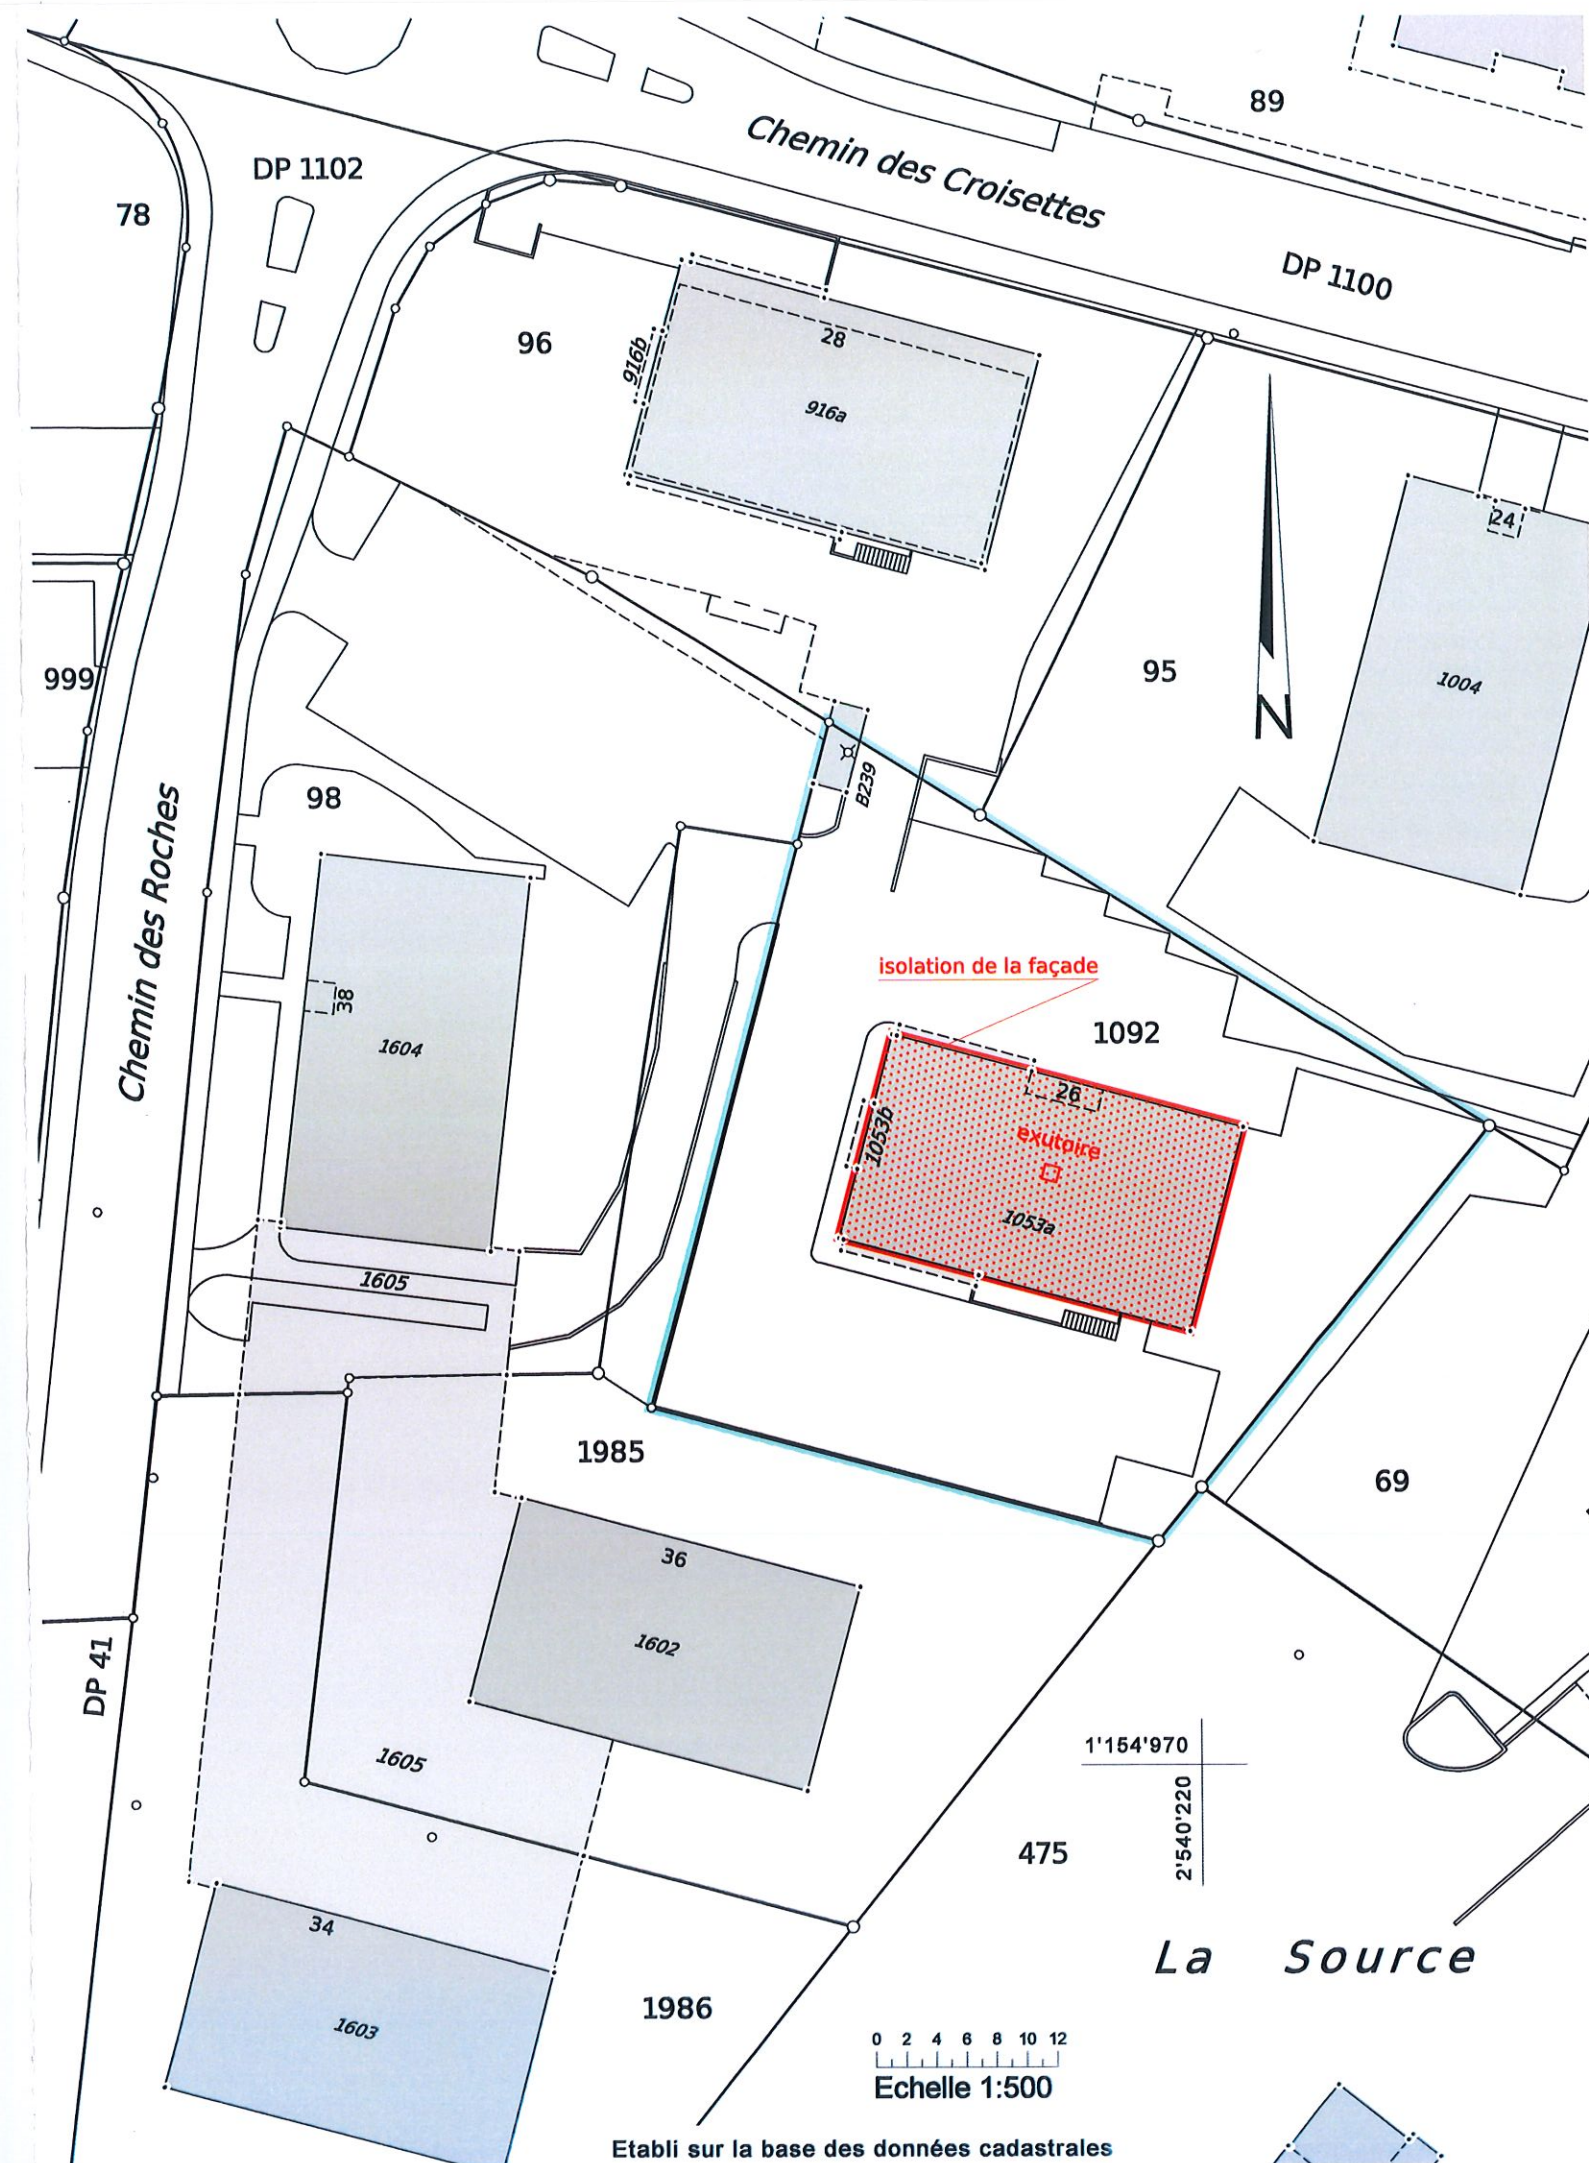 89
Chemin des Croisettes
DP 1102
78
DP 1100
96
28
916b
916a
24
95
1004
999
N
B239
98
Chemin des Roches
isolation de la façade
38
1604
1092
26
1053b
exutoire
1053a
1605
1985
69
36
1602
DP 41
1605
1'154'970
2'540'220
475
34
La Source
1603
1986
0 2 4 6 8 10 12
Echelle 1:500
Etabli sur la base des données cadastrales